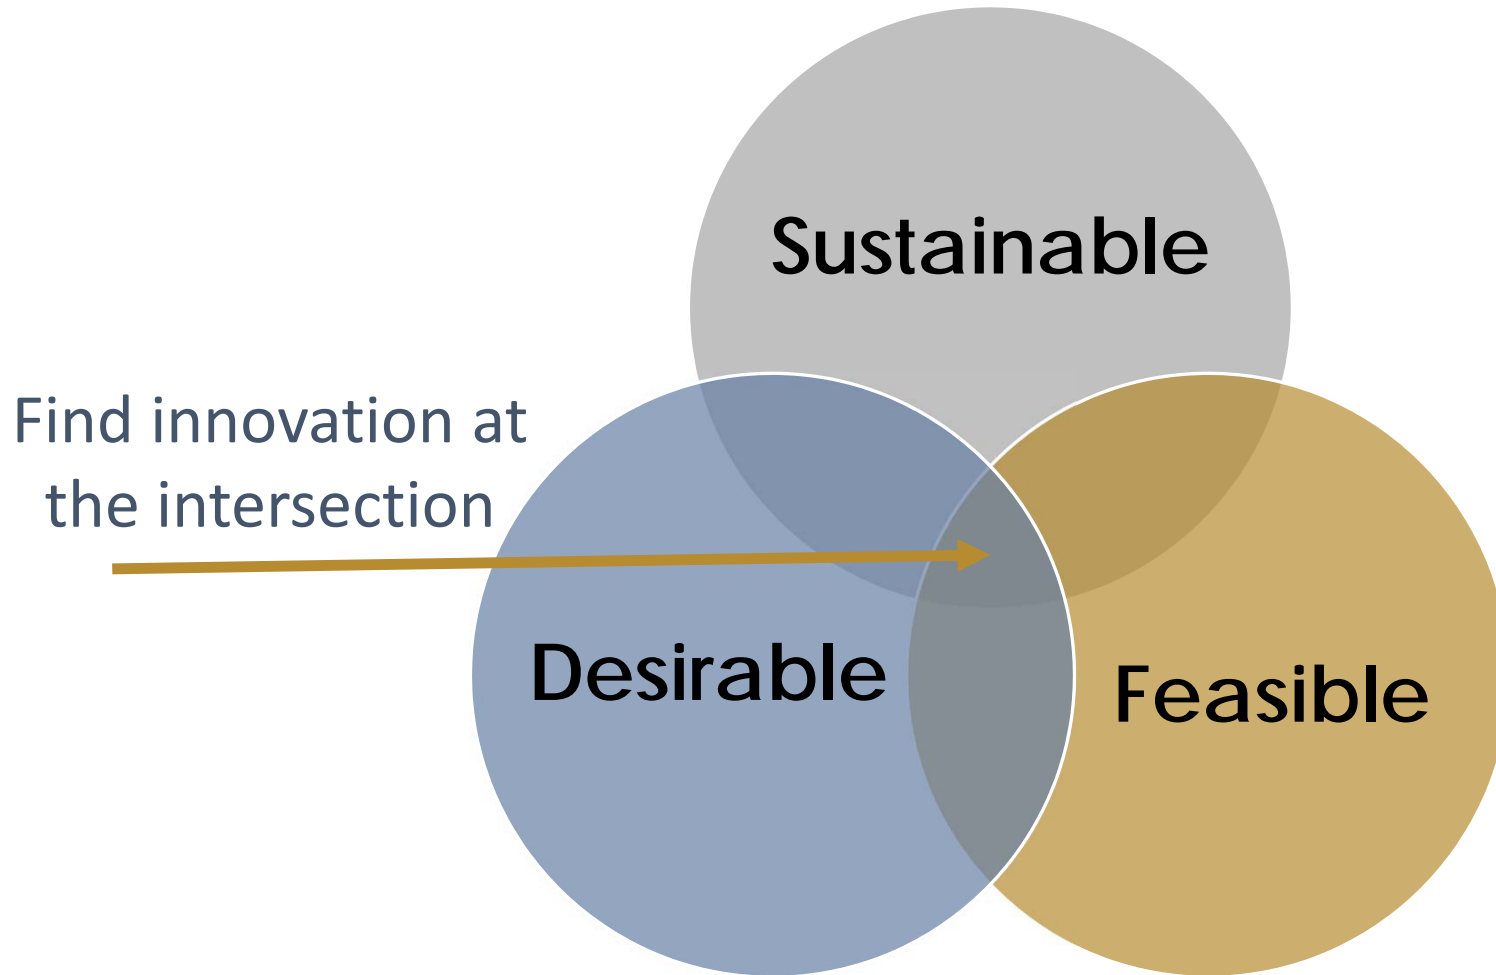 Sustainable
Find innovation at
the intersection
Desirable
Feasible